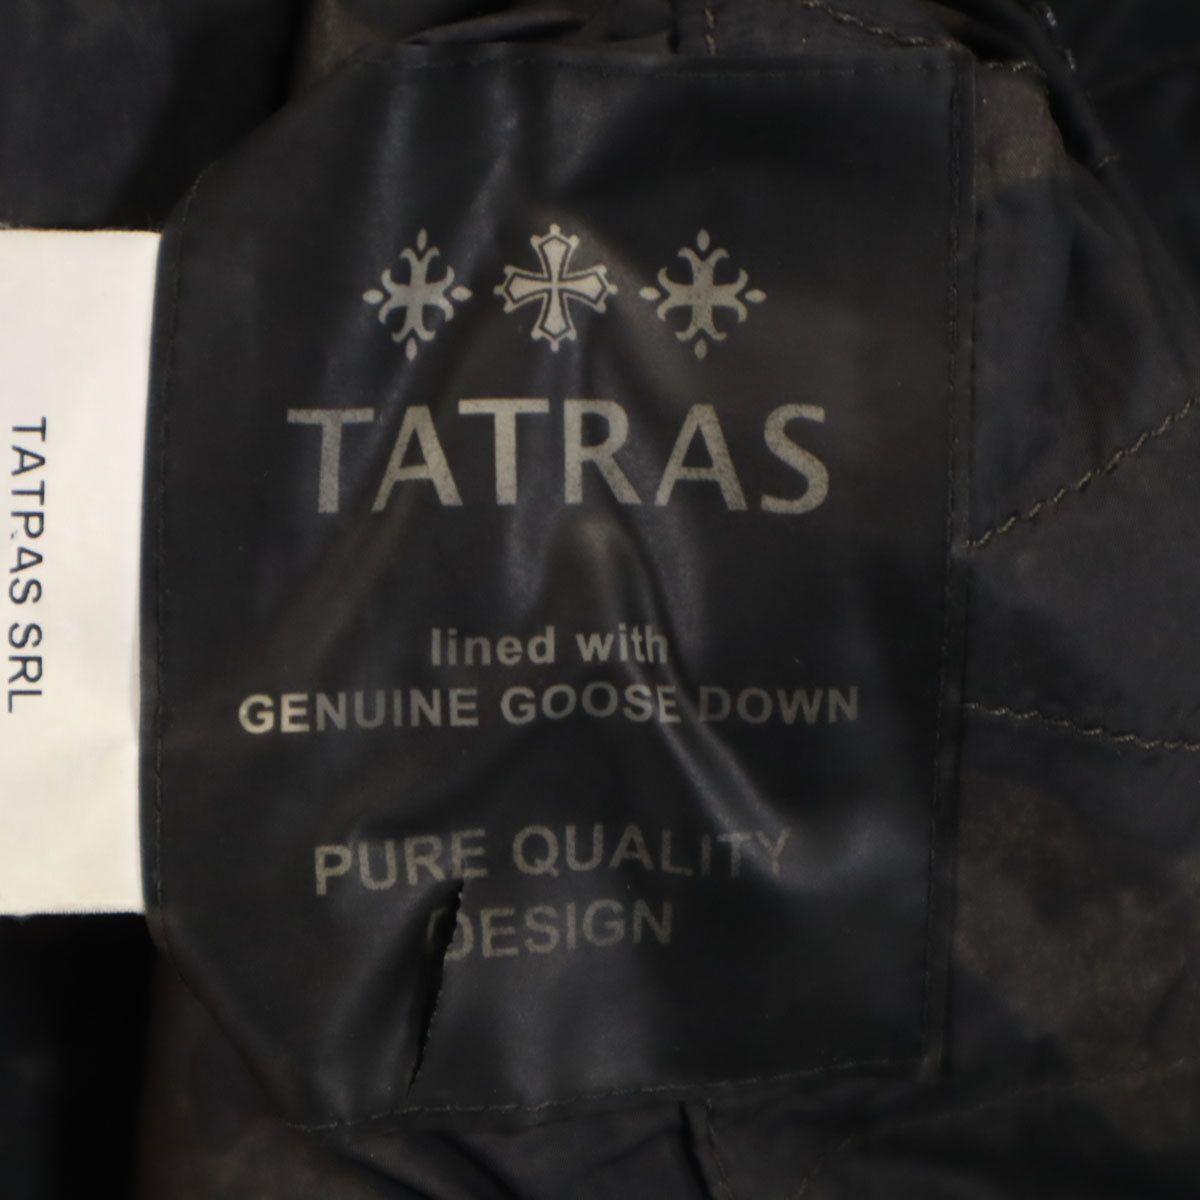 TATRAS
lined with
GENUINE GOOSE DOWN
PURE QUALITY
DESIGN
TATRAS SRL